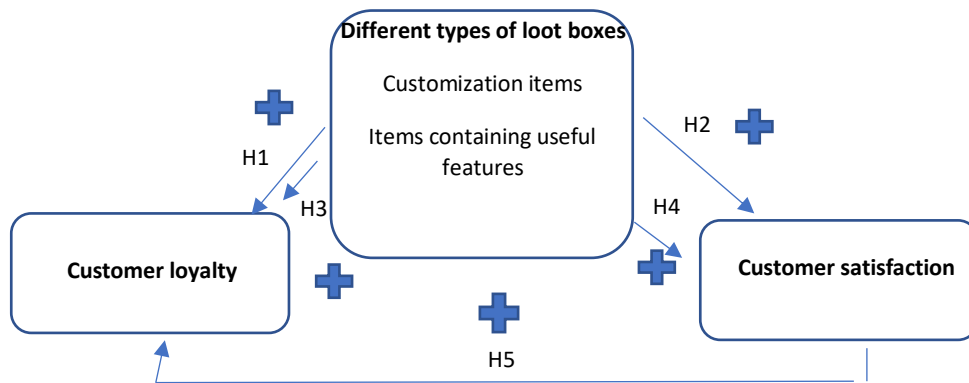 Different types of loot boxes
Customization items
Items containing useful
features
H1
H2
H3
H4
Customer loyalty
Customer satisfaction
H5